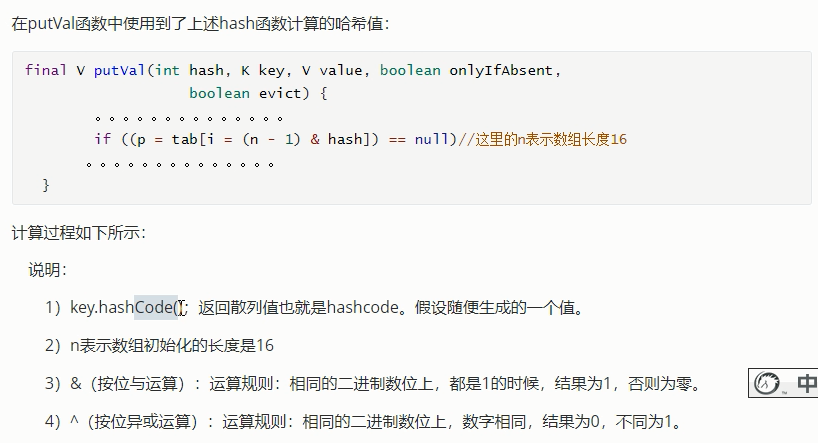 在putVal函数中使用到了上述hash函数计算的哈希值：
final V putVal(int hash, K key, V value, boolean onlyIfAbsent,
boolean evict) {
。。。。。。。。。。。。。。
if ((p = tab[i = (n - 1) & hash]) == null)//这里的n表示数组长度16
。。。。。。。。。。。。。。
}
计算过程如下所示：
说明：
1）key.hashCode()；返回散列值也就是hashcode。假设随便生成的一个值。
2）n表示数组初始化的长度是16
3）&（按位与运算）：运算规则：相同的二进制数位上，都是1的时候，结果为1，否则为零。
4）^（按位异或运算）：运算规则：相同的二进制数位上，数字相同，结果为0，不同为1。
中